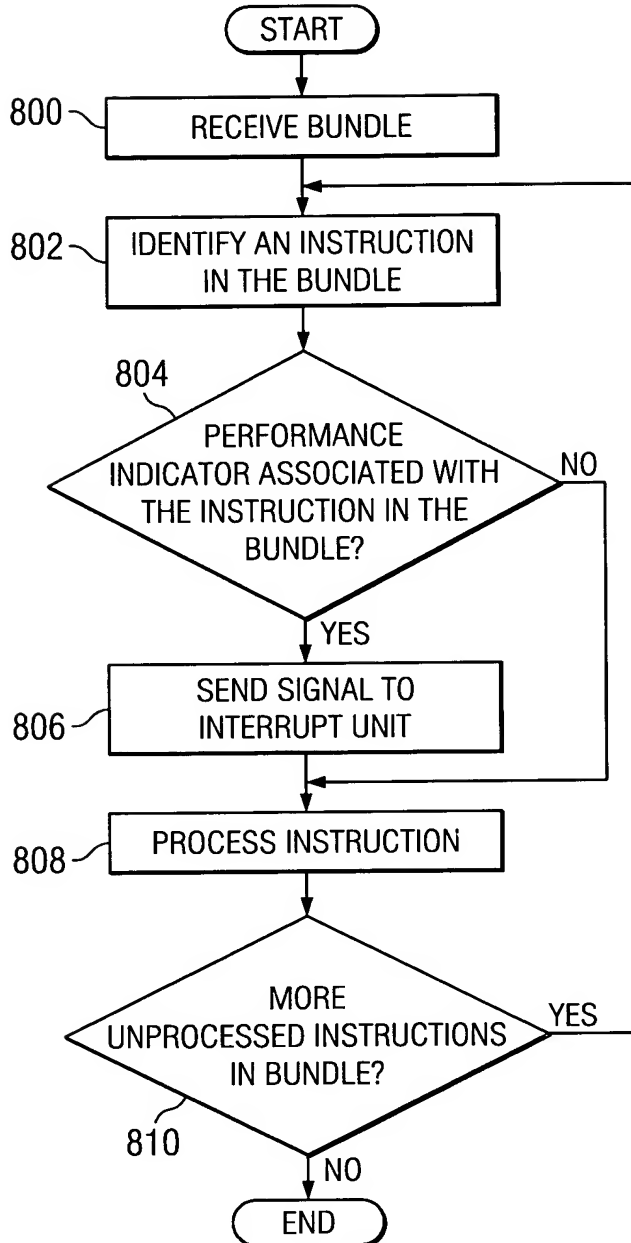 START
800
RECEIVE BUNDLE
802
IDENTIFY AN INSTRUCTION
IN THE BUNDLE
804
PERFORMANCE
INDICATOR ASSOCIATED WITH
THE INSTRUCTION IN THE
BUNDLE?
NO
YES
806
SEND SIGNAL TO
INTERRUPT UNIT
808
PROCESS INSTRUCTION
MORE
UNPROCESSED INSTRUCTIONS
IN BUNDLE?
YES
810
NO
END